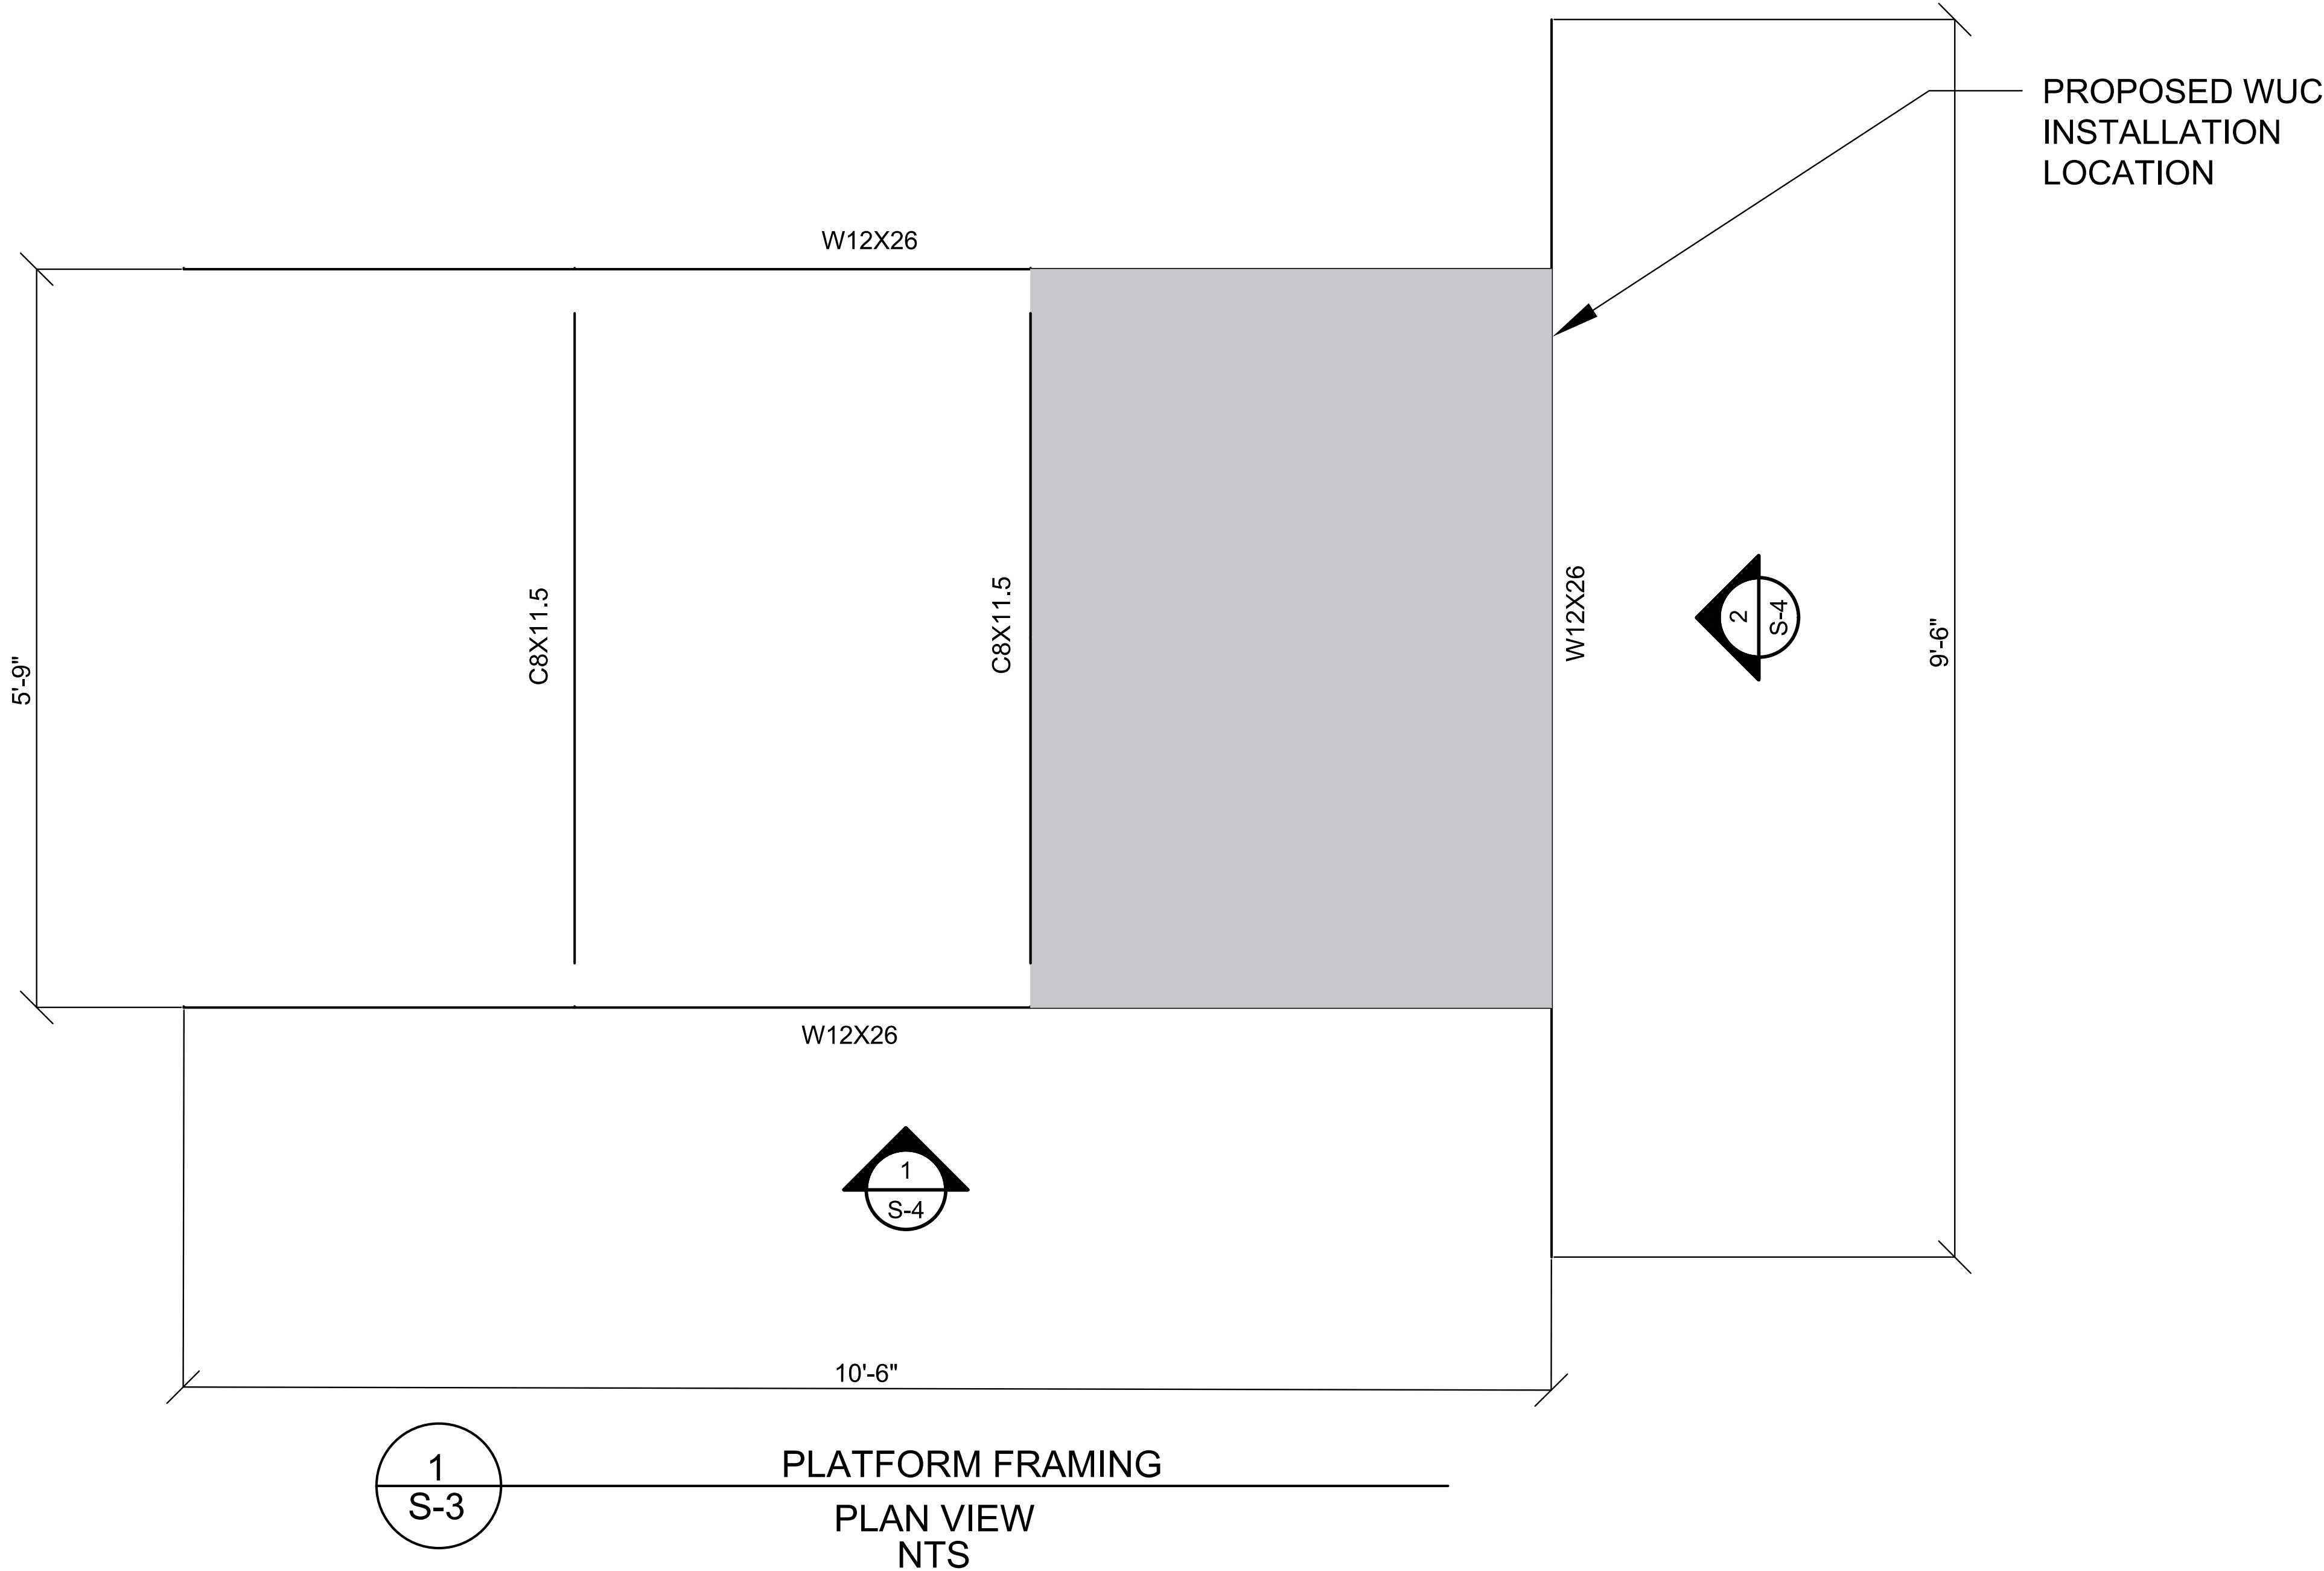 PROPOSED WUC
INSTALLATION
LOCATION
W12X26
5'-9"
C8X11.5
C8X11.5
W12X26
2
S-4
9'-6"
W12X26
1
S-4
10'-6"
1
S-3
PLATFORM FRAMING
PLAN VIEW
NTS